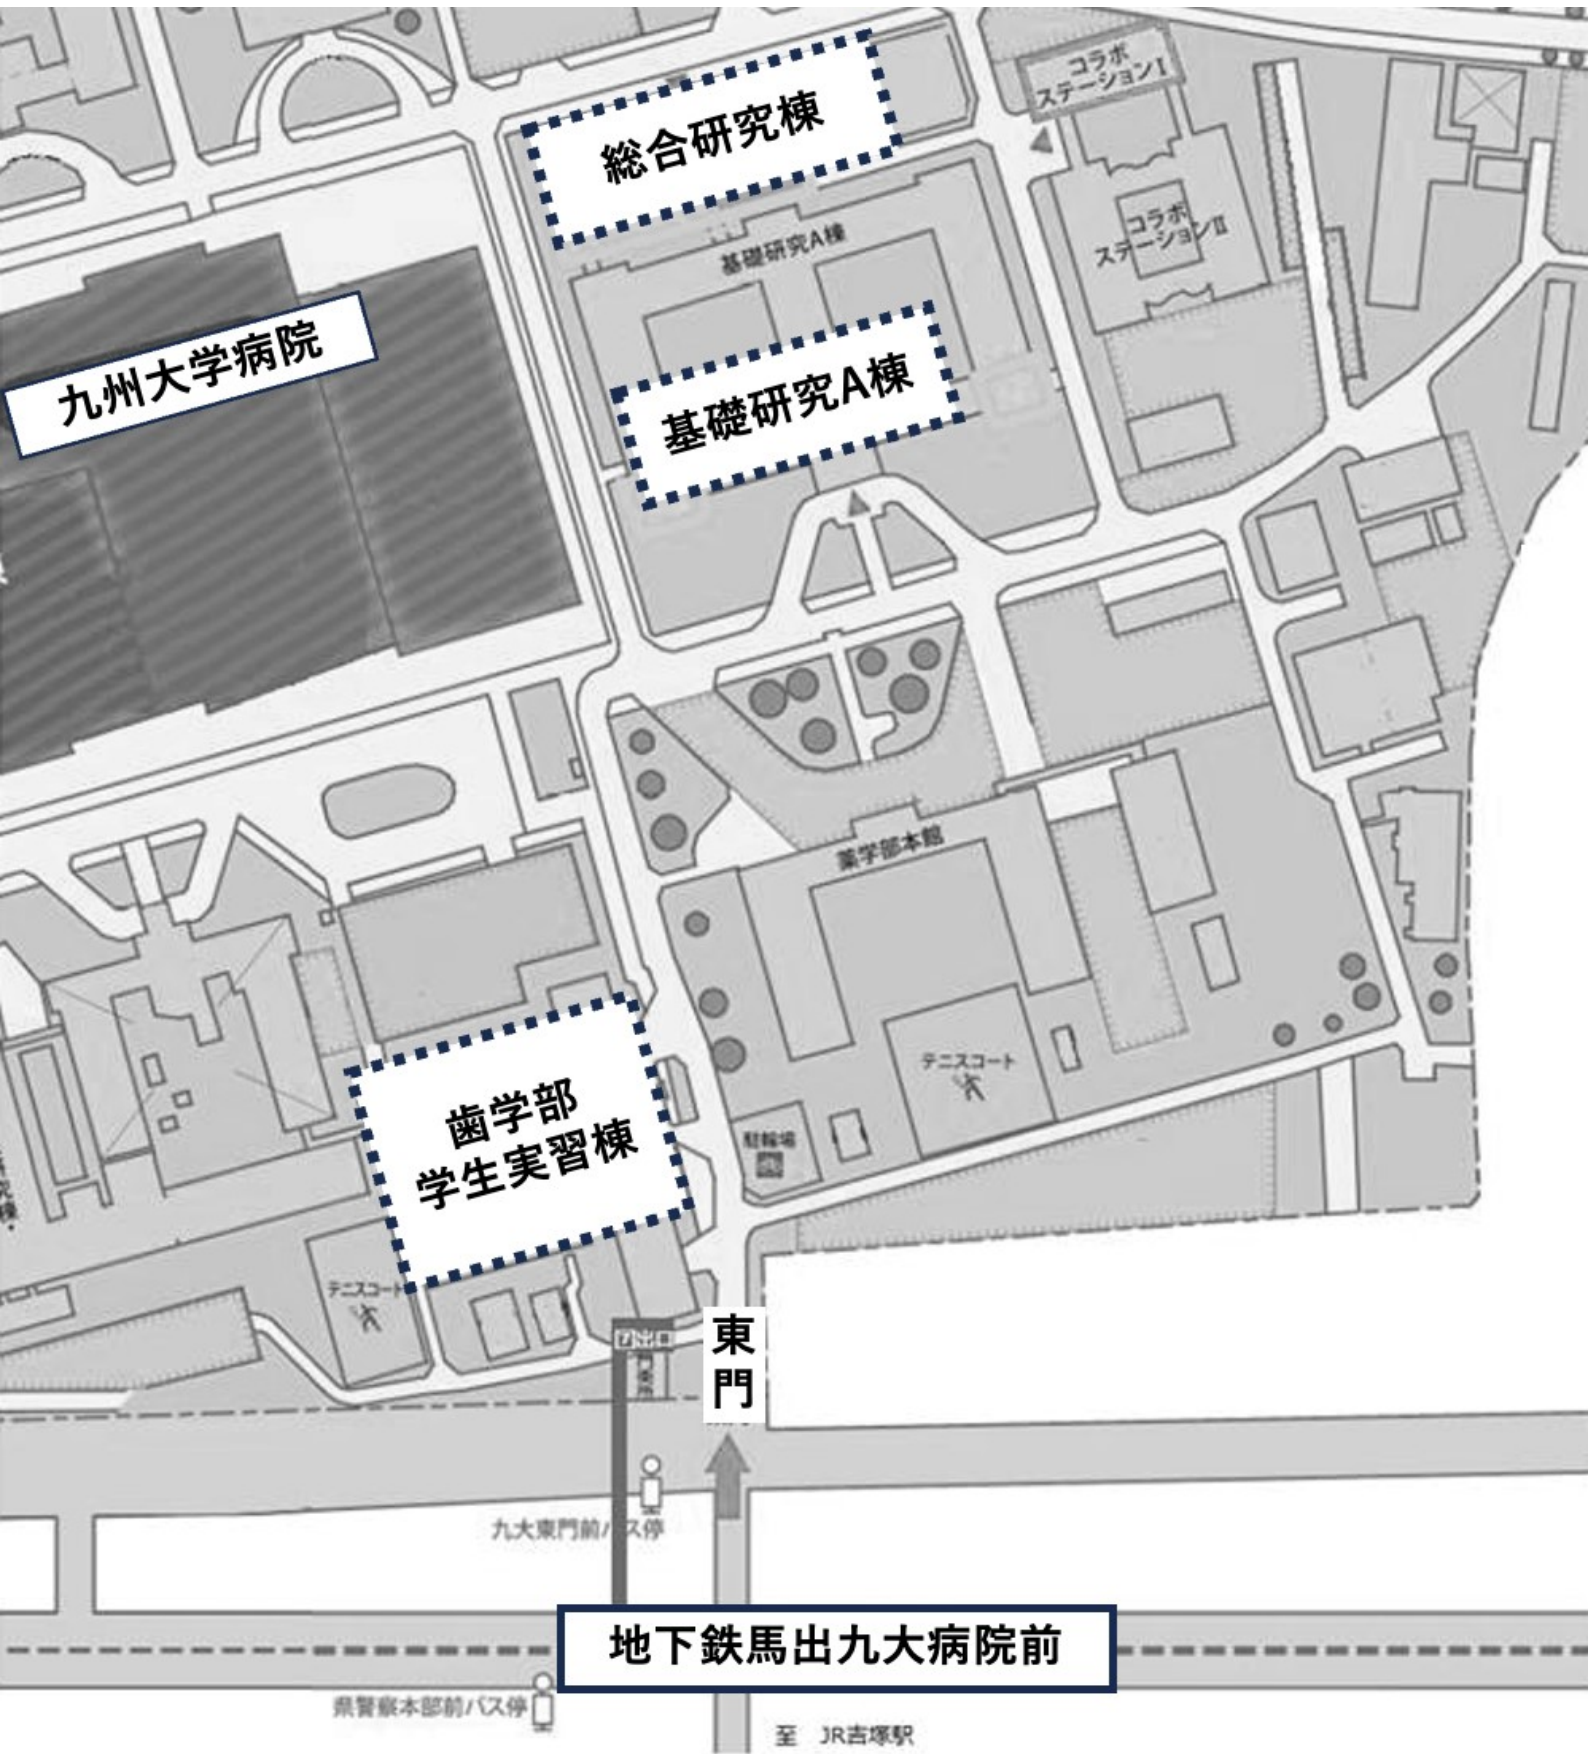 コラボ
ステーションⅠ
総合研究棟
コラボ
ステーションⅡ
基礎研究A棟
九州大学病院
基礎研究A棟
薬学部本館
テニスコート
歯学部
学生実習棟
駐輪場
テニスコート
7出口
東門
九大東門前バス停
地下鉄馬出九大病院前
県警察本部前バス停
至 JR吉塚駅